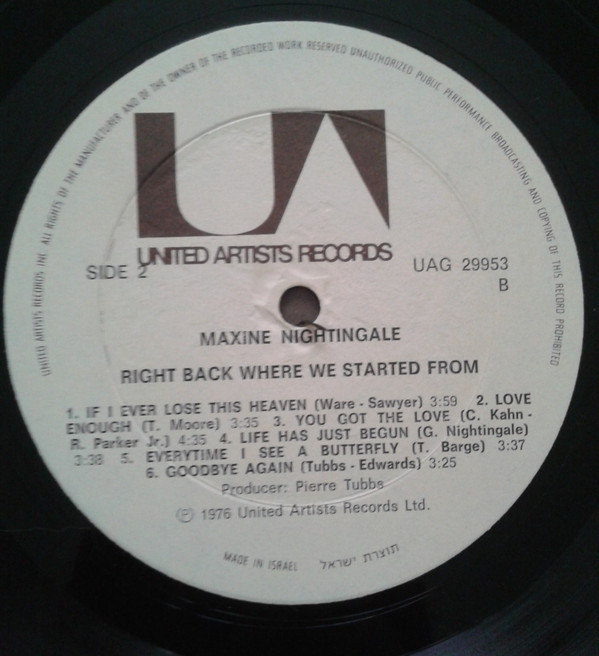 UNITED ARTISTS RECORDS INC. ALL RIGHTS OF THE MANUFACTURER AND OF THE OWNER OF THE RECORDED WORK RESERVED UNAUTHORIZED PUBLIC PERFORMANCE BROADCASTING AND COPYING OF THIS RECORD PROHIBITED
UA
UNITED ARTISTS RECORDS
SIDE 2
UAG 29953
B
MAXINE NIGHTINGALE
RIGHT BACK WHERE WE STARTED FROM
1. IF I EVER LOSE THIS HEAVEN (Ware - Sawyer) 3:59 2. LOVE
ENOUGH (T. Moore) 3:35 3. YOU GOT THE LOVE (C. Kahn -
R. Parker Jr.) 4:35 4. LIFE HAS JUST BEGUN (G. Nightingale)
3:38 5. EVERYTIME I SEE A BUTTERFLY (T. Barge) 3:37
6. GOODBYE AGAIN (Tubbs - Edwards) 3:25
Producer: Pierre Tubbs
Ⓟ 1976 United Artists Records Ltd.
MADE IN ISRAEL תוצרת ישראל